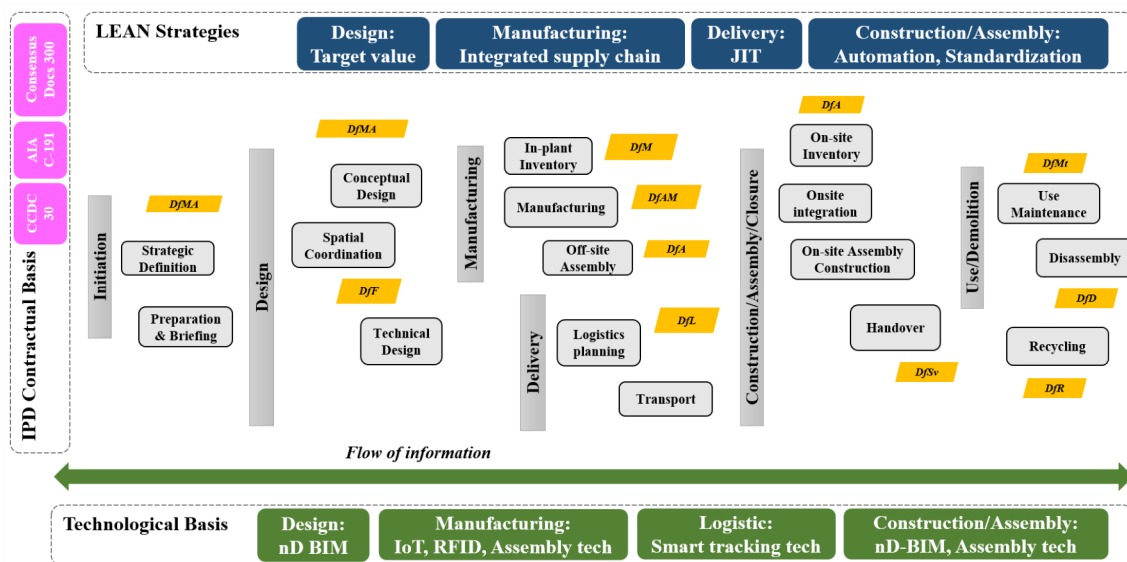 LEAN Strategies
Design:
Target value
Manufacturing:
Integrated supply chain
Delivery:
JIT
Construction/Assembly:
Automation, Standardization
Consensus
Docs 300
AIA
C-191
CCDC
30
IPD Contractual Basis
Initiation
DfMA
Strategic
Definition
Preparation
& Briefing
Design
DfMA
Conceptual
Design
Spatial
Coordination
DfF
Technical
Design
Manufacturing
In-plant
Inventory
DfM
Manufacturing
DfAM
Off-site
Assembly
DfA
Delivery
Logistics
planning
DfL
Transport
Construction/Assembly/Closure
DfA
On-site
Inventory
Onsite
integration
On-site Assembly
Construction
Handover
DfSv
Use/Demolition
DfMt
Use
Maintenance
Disassembly
DfD
Recycling
DfR
Flow of information
Technological Basis
Design:
nD BIM
Manufacturing:
IoT, RFID, Assembly tech
Logistic:
Smart tracking tech
Construction/Assembly:
nD-BIM, Assembly tech